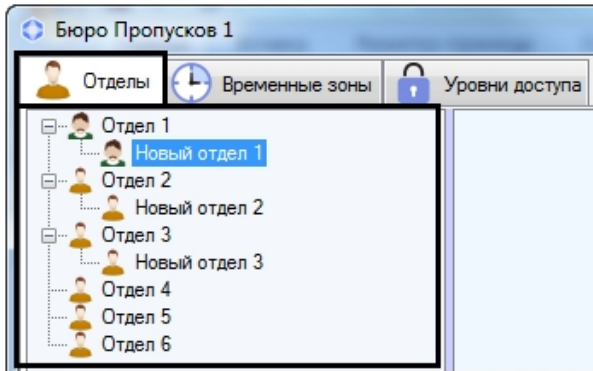 Бюро Пропусков 1
Отделы Временные зоны Уровни доступа
Отдел 1
Новый отдел 1
Отдел 2
Новый отдел 2
Отдел 3
Новый отдел 3
Отдел 4
Отдел 5
Отдел 6